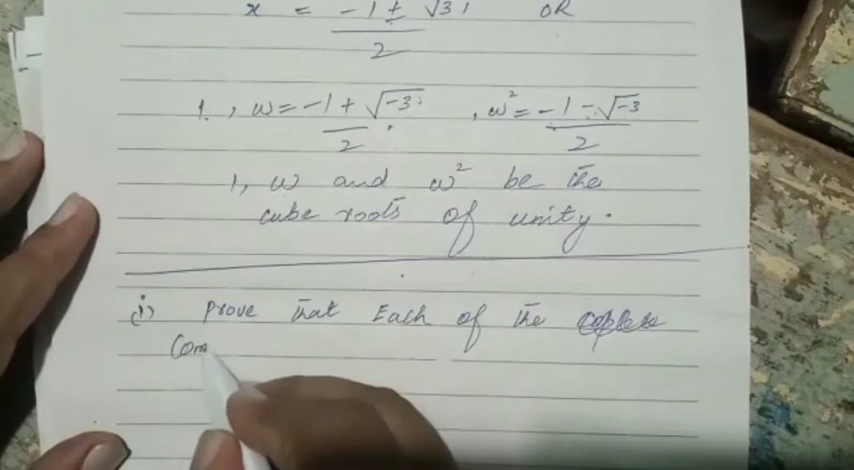 x = -1 ± √3i / 2 OR
1, ω = -1 + √-3 / 2 , ω² = -1 - √-3 / 2
1, ω and ω² be the
cube roots of unity.
(i) Prove that Each of the
Com